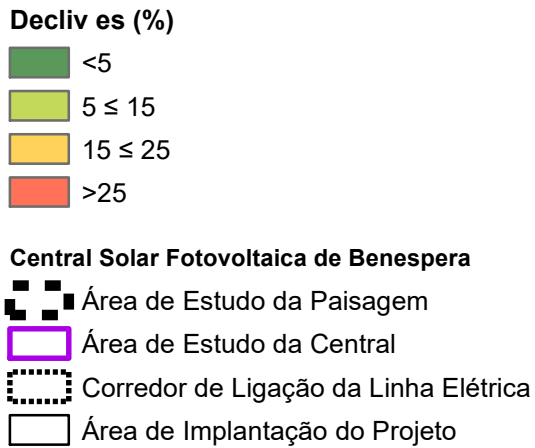 Decliv es (%)
<5
5 ≤ 15
15 ≤ 25
>25
Central Solar Fotovoltaica de Benespera
Área de Estudo da Paisagem
Área de Estudo da Central
Corredor de Ligação da Linha Elétrica
Área de Implantação do Projeto